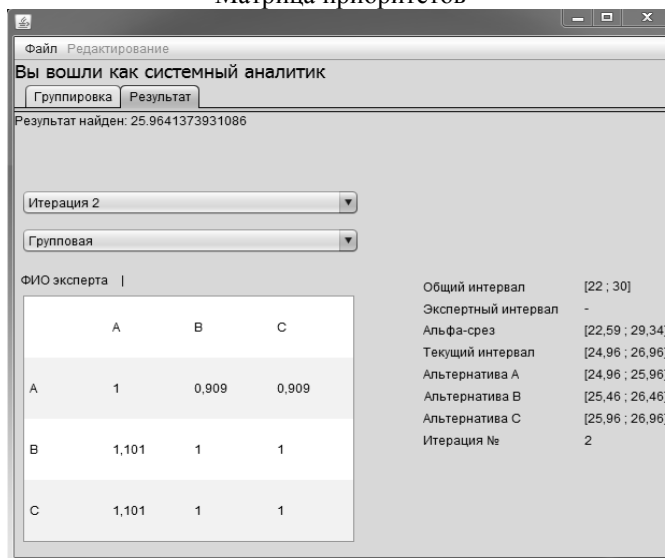 Матрица приоритетов
Файл Редактирование
Вы вошли как системный аналитик
Группировка Результат
Результат найден: 25.9641373931086
Итерация 2
Групповая
ФИО эксперта |
A B C
A 1 0,909 0,909
B 1,101 1 1
C 1,101 1 1
Общий интервал [22 ; 30]
Экспертный интервал -
Альфа-срез [22,59 ; 29,34]
Текущий интервал [24,96 ; 26,96]
Альтернатива А [24,96 ; 25,96]
Альтернатива В [25,46 ; 26,46]
Альтернатива С [25,96 ; 26,96]
Итерация № 2